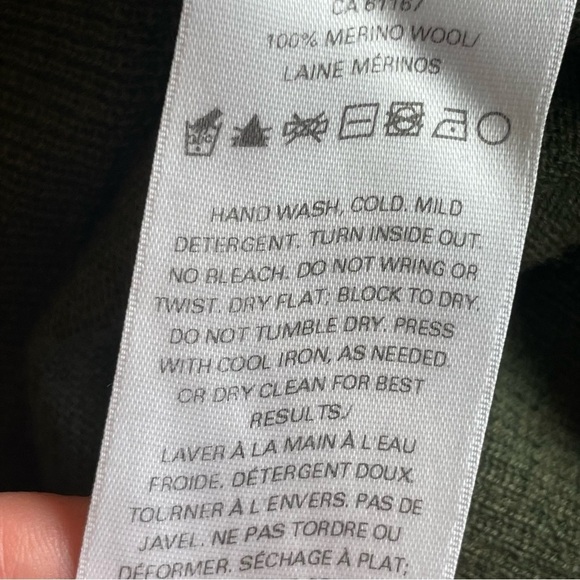 CA 61167
100% MERINO WOOL/
LAINE MÉRINOS
HAND WASH, COLD. MILD
DETERGENT. TURN INSIDE OUT.
NO BLEACH. DO NOT WRING OR
TWIST. DRY FLAT; BLOCK TO DRY.
DO NOT TUMBLE DRY. PRESS
WITH COOL IRON, AS NEEDED.
OR DRY CLEAN FOR BEST
RESULTS./
LAVER À LA MAIN À L'EAU
FROIDE. DÉTERGENT DOUX.
TOURNER À L'ENVERS. PAS DE
JAVEL. NE PAS TORDRE OU
DÉFORMER. SÉCHAGE À PLAT;